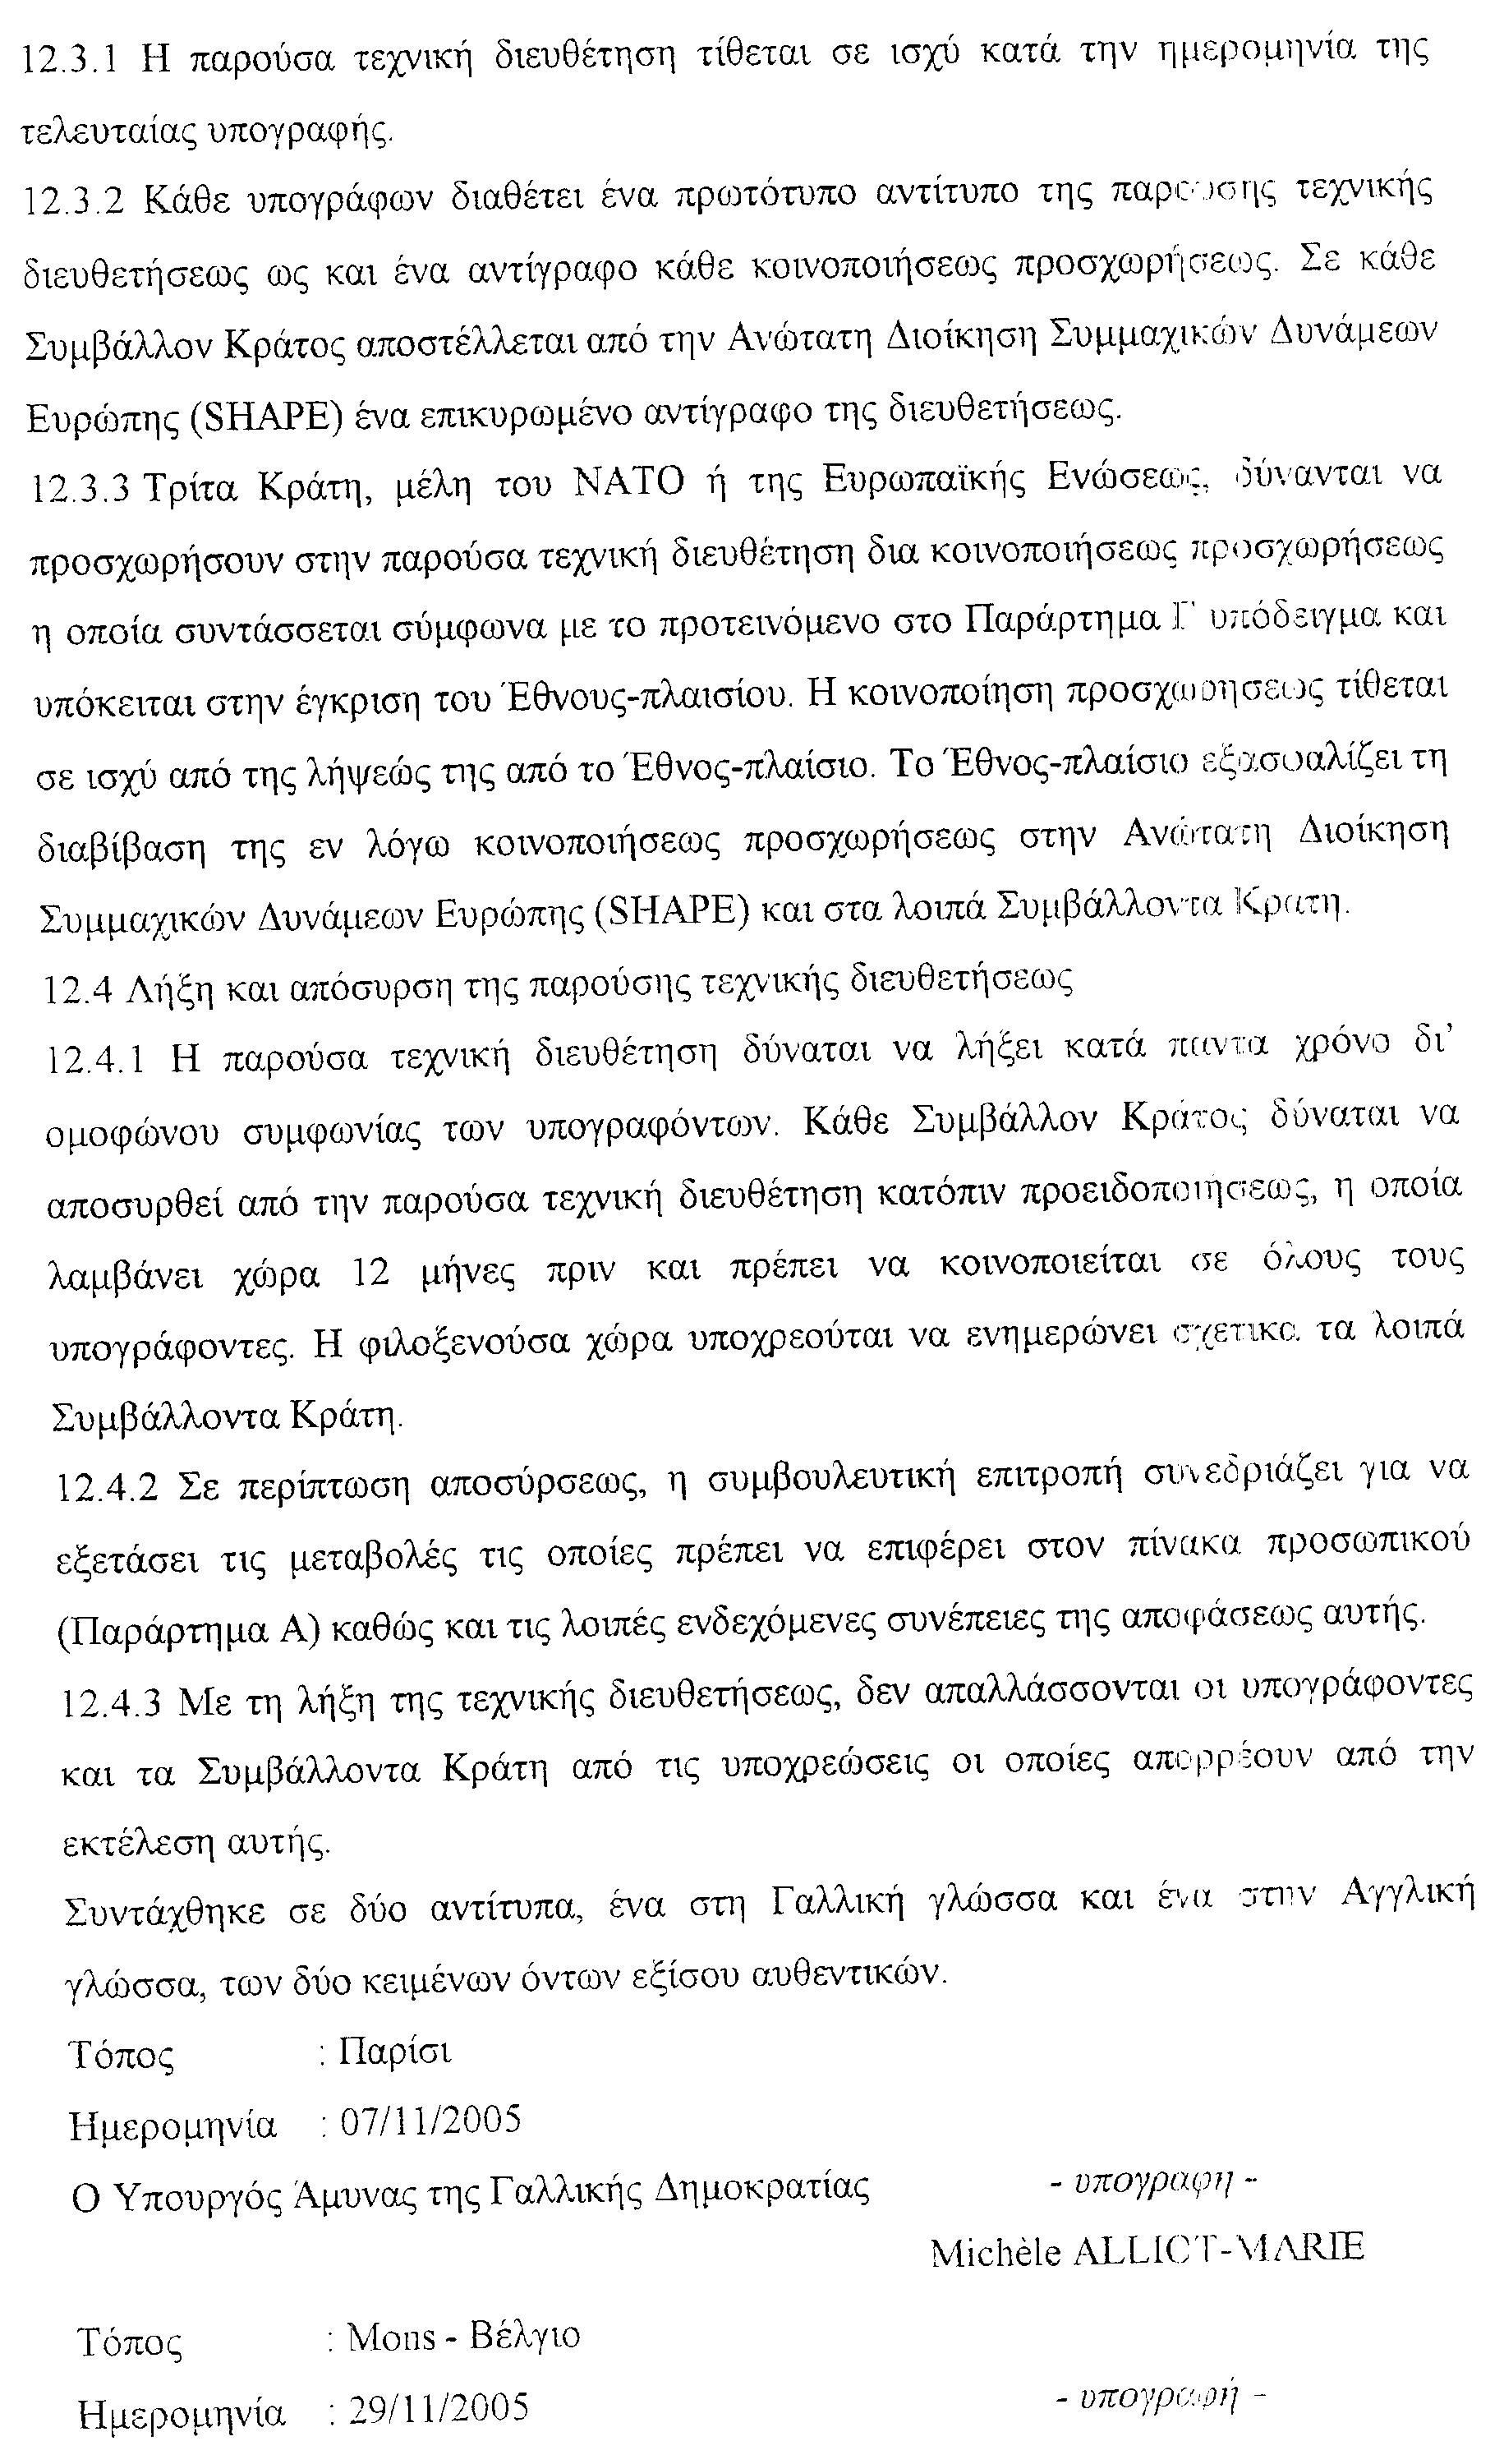 12.3.1 Η παρούσα τεχνική διευθέτηση τίθεται σε ισχύ κατά την ημερομηνία της
τελευταίας υπογραφής.
12.3.2 Κάθε υπογράφων διαθέτει ένα πρωτότυπο αντίτυπο της παρούσης τεχνικής
διευθετήσεως ως και ένα αντίγραφο κάθε κοινοποιήσεως προσχωρήσεως. Σε κάθε
Συμβάλλον Κράτος αποστέλλεται από την Ανώτατη Διοίκηση Συμμαχικών Δυνάμεων
Ευρώπης (SHAPE) ένα επικυρωμένο αντίγραφο της διευθετήσεως.
12.3.3 Τρίτα Κράτη, μέλη του ΝΑΤΟ ή της Ευρωπαϊκής Ενώσεως, δύνανται να
προσχωρήσουν στην παρούσα τεχνική διευθέτηση δια κοινοποιήσεως προσχωρήσεως
η οποία συντάσσεται σύμφωνα με το προτεινόμενο στο Παράρτημα Γ' υπόδειγμα και
υπόκειται στην έγκριση του Έθνους-πλαισίου. Η κοινοποίηση προσχωρησεως τίθεται
σε ισχύ από της λήψεώς της από το Έθνος-πλαίσιο. Το Έθνος-πλαίσιο εξασφαλίζει τη
διαβίβαση της εν λόγω κοινοποιήσεως προσχωρήσεως στην Ανώτατη Διοίκηση
Συμμαχικών Δυνάμεων Ευρώπης (SHAPE) και στα λοιπά Συμβάλλοντα Κράτη.
12.4 Λήξη και απόσυρση της παρούσης τεχνικής διευθετήσεως
12.4.1 Η παρούσα τεχνική διευθέτηση δύναται να λήξει κατά πάντα χρόνο δι'
ομοφώνου συμφωνίας των υπογραφόντων. Κάθε Συμβάλλον Κράτος δύναται να
αποσυρθεί από την παρούσα τεχνική διευθέτηση κατόπιν προειδοποιήσεως, η οποία
λαμβάνει χώρα 12 μήνες πριν και πρέπει να κοινοποιείται σε όλους τους
υπογράφοντες. Η φιλοξενούσα χώρα υποχρεούται να ενημερώνει σχετικα τα λοιπά
Συμβάλλοντα Κράτη.
12.4.2 Σε περίπτωση αποσύρσεως, η συμβουλευτική επιτροπή συνεδριάζει για να
εξετάσει τις μεταβολές τις οποίες πρέπει να επιφέρει στον πίνακα προσωπικού
(Παράρτημα Α) καθώς και τις λοιπές ενδεχόμενες συνέπειες της αποφάσεως αυτής.
12.4.3 Με τη λήξη της τεχνικής διευθετήσεως, δεν απαλλάσσονται οι υπογράφοντες
και τα Συμβάλλοντα Κράτη από τις υποχρεώσεις οι οποίες απορρέουν από την
εκτέλεση αυτής.
Συντάχθηκε σε δύο αντίτυπα, ένα στη Γαλλική γλώσσα και ένα στην Αγγλική
γλώσσα, των δύο κειμένων όντων εξίσου αυθεντικών.
Τόπος : Παρίσι
Ημερομηνία : 07/11/2005
Ο Υπουργός Άμυνας της Γαλλικής Δημοκρατίας - υπογραφη -
Michèle ALLIOT-MARIE
Τόπος : Mons - Βέλγιο
Ημερομηνία : 29/11/2005 - υπογραφή -